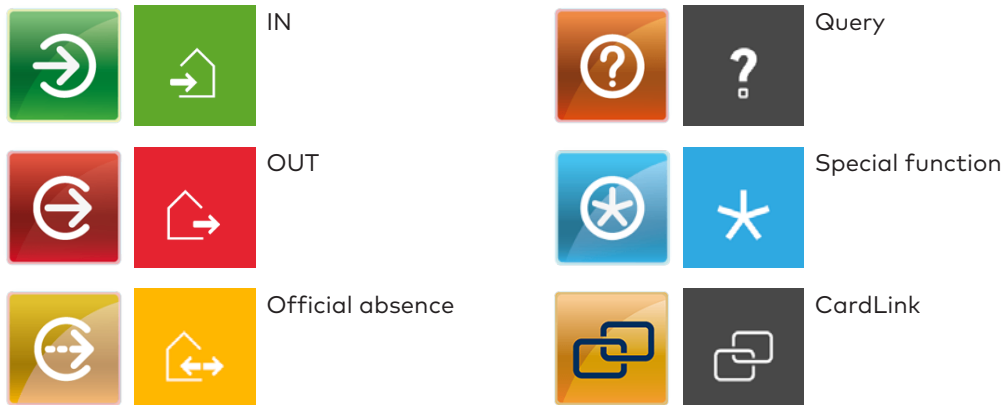 IN
Query
OUT
Special function
Official absence
CardLink